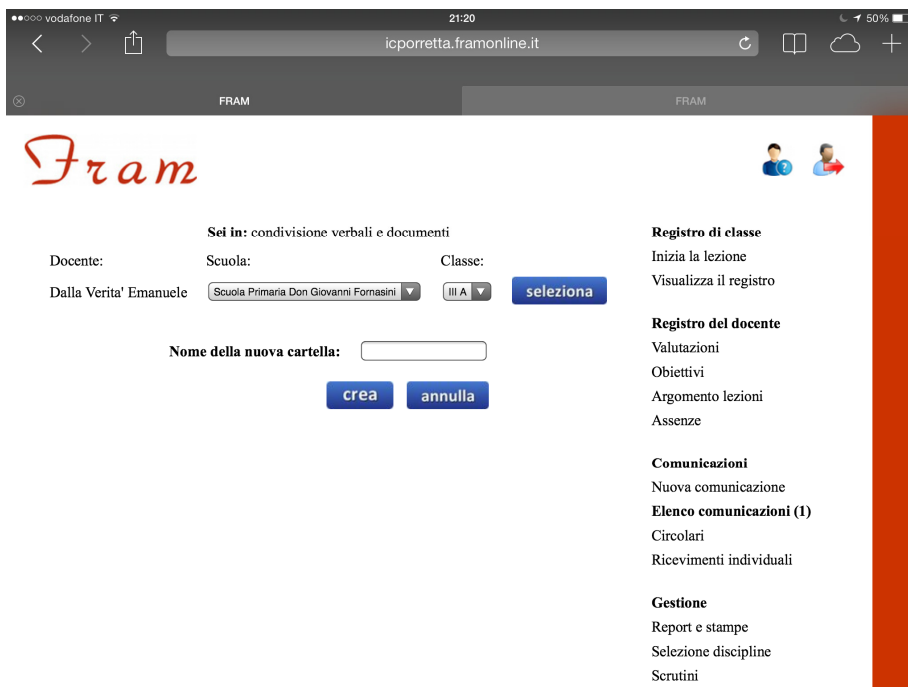 vodafone IT
21:20
50%
icporretta.framonline.it
FRAM
FRAM
Fram
Sei in: condivisione verbali e documenti
Docente:
Scuola:
Classe:
Dalla Verita' Emanuele
Scuola Primaria Don Giovanni Fornasini
III A
seleziona
Nome della nuova cartella:
crea
annulla
Registro di classe
Inizia la lezione
Visualizza il registro
Registro del docente
Valutazioni
Obiettivi
Argomento lezioni
Assenze
Comunicazioni
Nuova comunicazione
Elenco comunicazioni (1)
Circolari
Ricevimenti individuali
Gestione
Report e stampe
Selezione discipline
Scrutini